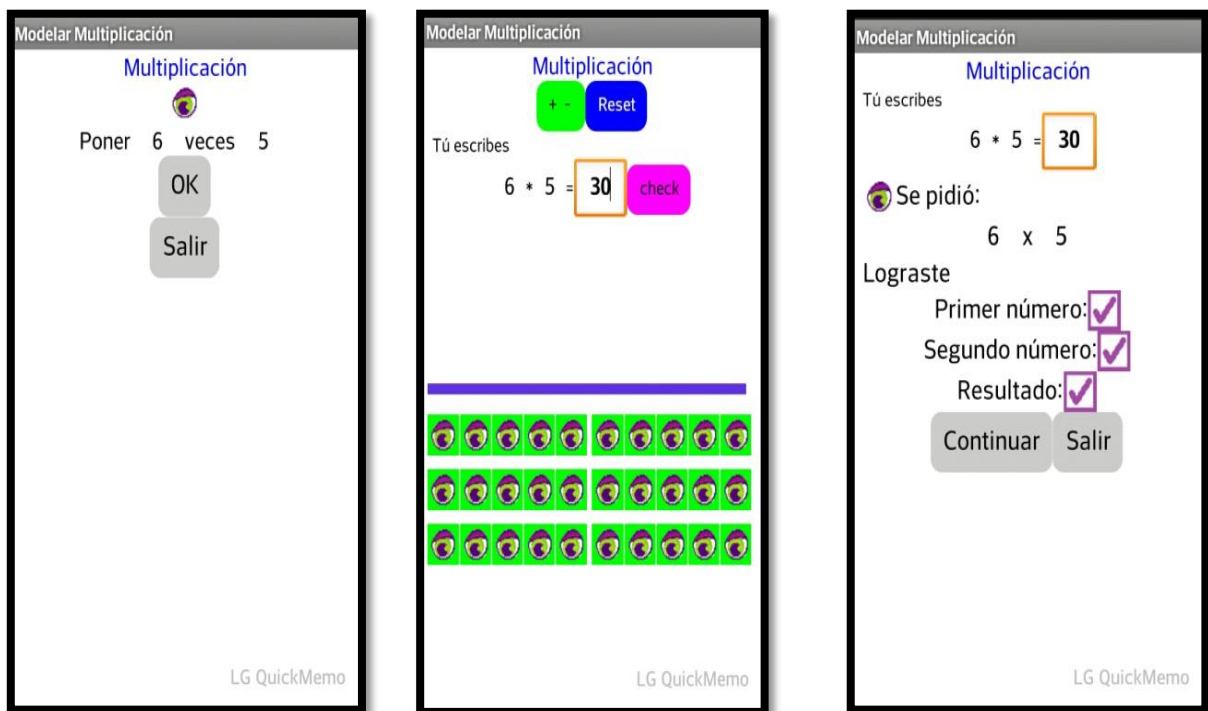 Modelar Multiplicación
Multiplicación
Poner 6 veces 5
OK
Salir
LG QuickMemo
Modelar Multiplicación
Multiplicación
+ - Reset
Tú escribes
6 * 5 = 30 check
LG QuickMemo
Modelar Multiplicación
Multiplicación
Tú escribes
6 * 5 = 30
Se pidió:
6 x 5
Lograste
Primer número:
Segundo número:
Resultado:
Continuar Salir
LG QuickMemo